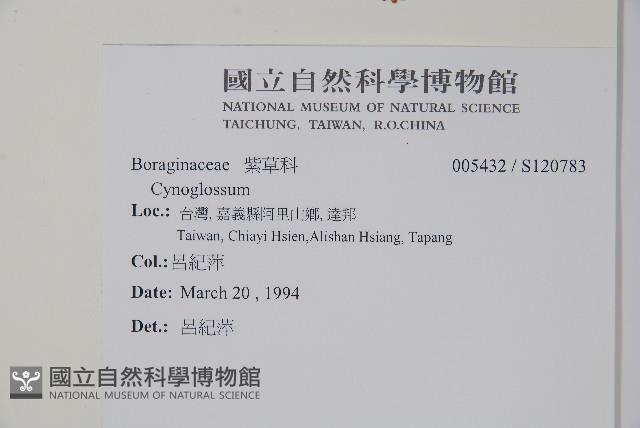 國立自然科學博物館
NATIONAL MUSEUM OF NATURAL SCIENCE
TAICHUNG, TAIWAN, R.O.CHINA
Boraginaceae 紫草科 005432 / S120783
Cynoglossum
Loc.: 台灣, 嘉義縣阿里山鄉, 達邦
Taiwan, Chiayi Hsien,Alishan Hsiang, Tapang
Col.: 呂紀萍
Date: March 20 , 1994
Det.: 呂紀萍
國立自然科學博物館
NATIONAL MUSEUM OF NATURAL SCIENCE